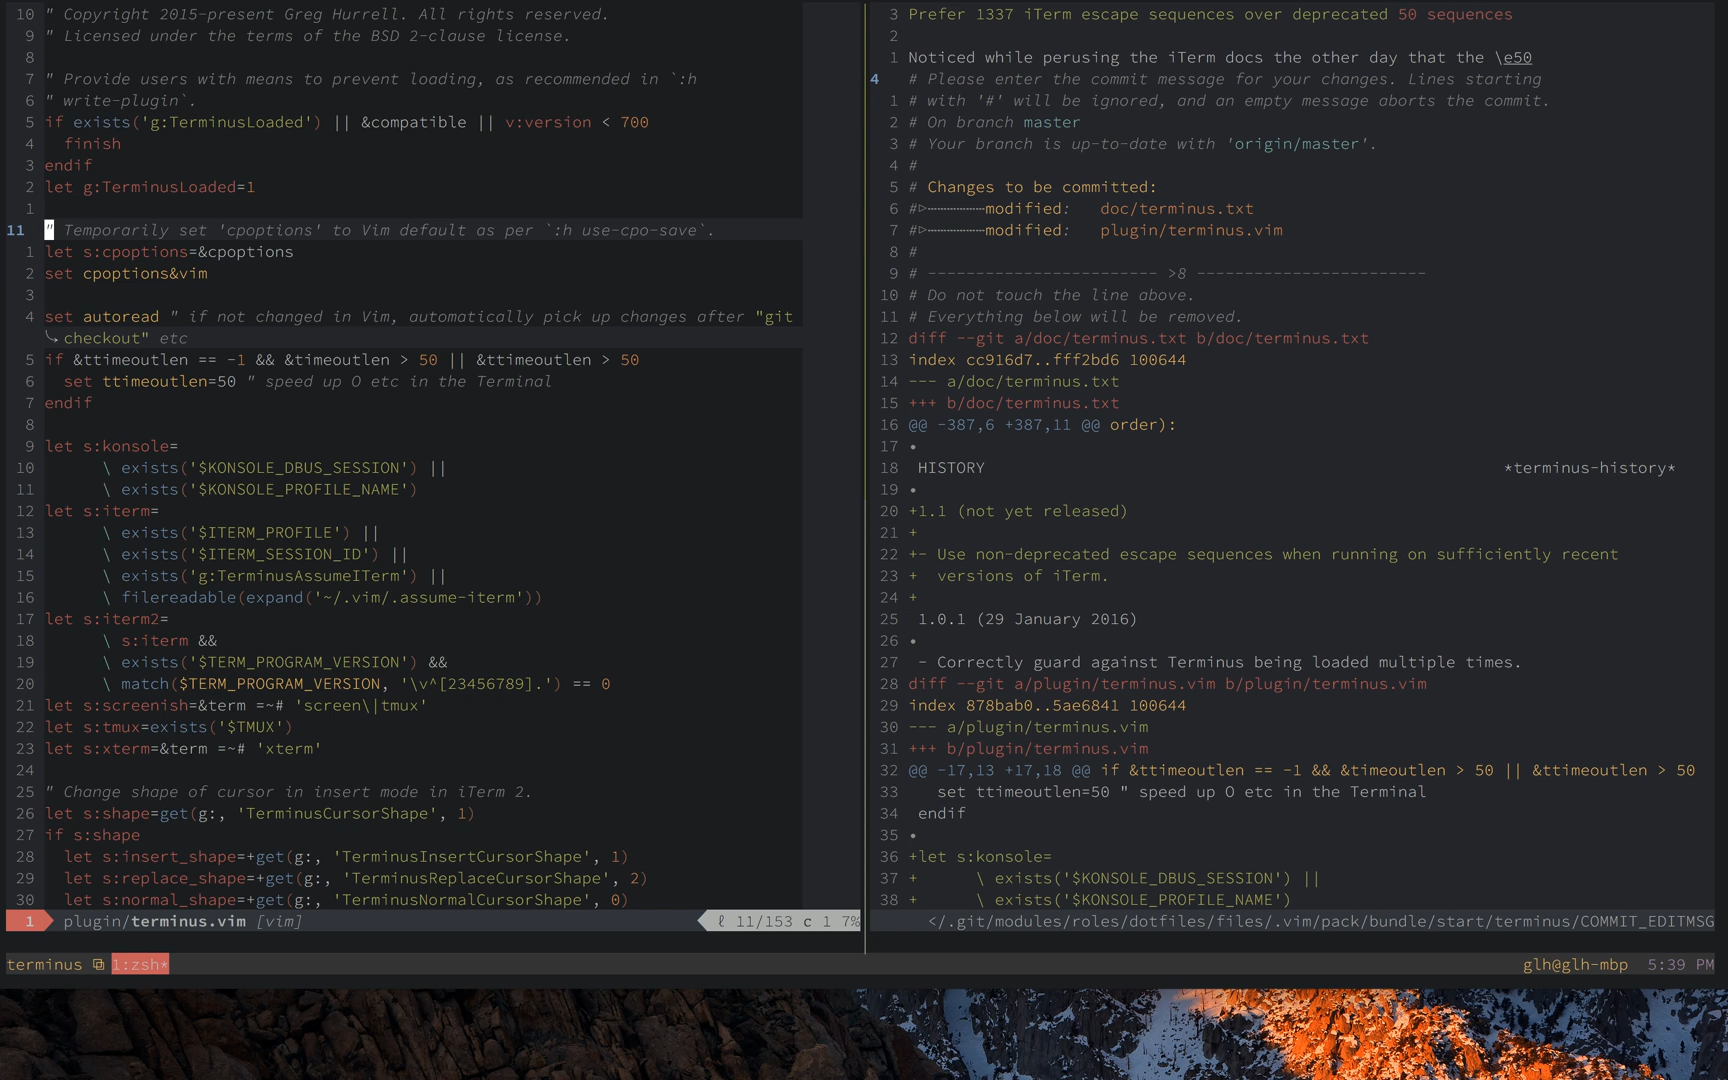 10 " Copyright 2015-present Greg Hurrell. All rights reserved.
9 " Licensed under the terms of the BSD 2-clause license.
8
7 " Provide users with means to prevent loading, as recommended in `:h
6 " write-plugin`.
5 if exists('g:TerminusLoaded') || &compatible || v:version < 700
4   finish
3 endif
2 let g:TerminusLoaded=1
1
11 " Temporarily set 'cpoptions' to Vim default as per `:h use-cpo-save`.
1 let s:cpoptions=&cpoptions
2 set cpoptions&vim
3
4 set autoread " if not changed in Vim, automatically pick up changes after "git
⤷ checkout" etc
5 if &ttimeoutlen == -1 && &timeoutlen > 50 || &ttimeoutlen > 50
6   set ttimeoutlen=50 " speed up O etc in the Terminal
7 endif
8
9 let s:konsole=
10       \ exists('$KONSOLE_DBUS_SESSION') ||
11       \ exists('$KONSOLE_PROFILE_NAME')
12 let s:iterm=
13       \ exists('$ITERM_PROFILE') ||
14       \ exists('$ITERM_SESSION_ID') ||
15       \ exists('g:TerminusAssumeITerm') ||
16       \ filereadable(expand('~/.vim/.assume-iterm'))
17 let s:iterm2=
18       \ s:iterm &&
19       \ exists('$TERM_PROGRAM_VERSION') &&
20       \ match($TERM_PROGRAM_VERSION, '\v^[23456789].') == 0
21 let s:screenish=&term =~# 'screen\|tmux'
22 let s:tmux=exists('$TMUX')
23 let s:xterm=&term =~# 'xterm'
24
25 " Change shape of cursor in insert mode in iTerm 2.
26 let s:shape=get(g:, 'TerminusCursorShape', 1)
27 if s:shape
28   let s:insert_shape=+get(g:, 'TerminusInsertCursorShape', 1)
29   let s:replace_shape=+get(g:, 'TerminusReplaceCursorShape', 2)
30   let s:normal_shape=+get(g:, 'TerminusNormalCursorShape', 0)
1 plugin/terminus.vim [vim] ℓ 11/153 c 1 7%
3 Prefer 1337 iTerm escape sequences over deprecated 50 sequences
2
1 Noticed while perusing the iTerm docs the other day that the \e50
4 # Please enter the commit message for your changes. Lines starting
1 # with '#' will be ignored, and an empty message aborts the commit.
2 # On branch master
3 # Your branch is up-to-date with 'origin/master'.
4 #
5 # Changes to be committed:
6 #▷┄┄┄┄┄┄modified:   doc/terminus.txt
7 #▷┄┄┄┄┄┄modified:   plugin/terminus.vim
8 #
9 # ------------------------ >8 ------------------------
10 # Do not touch the line above.
11 # Everything below will be removed.
12 diff --git a/doc/terminus.txt b/doc/terminus.txt
13 index cc916d7..fff2bd6 100644
14 --- a/doc/terminus.txt
15 +++ b/doc/terminus.txt
16 @@ -387,6 +387,11 @@ order):
17 •
18  HISTORY *terminus-history*
19 •
20 +1.1 (not yet released)
21 +
22 +- Use non-deprecated escape sequences when running on sufficiently recent
23 +  versions of iTerm.
24 +
25  1.0.1 (29 January 2016)
26 •
27  - Correctly guard against Terminus being loaded multiple times.
28 diff --git a/plugin/terminus.vim b/plugin/terminus.vim
29 index 878bab0..5ae6841 100644
30 --- a/plugin/terminus.vim
31 +++ b/plugin/terminus.vim
32 @@ -17,13 +17,18 @@ if &ttimeoutlen == -1 && &timeoutlen > 50 || &ttimeoutlen > 50
33    set ttimeoutlen=50 " speed up O etc in the Terminal
34  endif
35 •
36 +let s:konsole=
37 +      \ exists('$KONSOLE_DBUS_SESSION') ||
38 +      \ exists('$KONSOLE_PROFILE_NAME')
</.git/modules/roles/dotfiles/files/.vim/pack/bundle/start/terminus/COMMIT_EDITMSG
terminus 1:zsh* glh@glh-mbp 5:39 PM